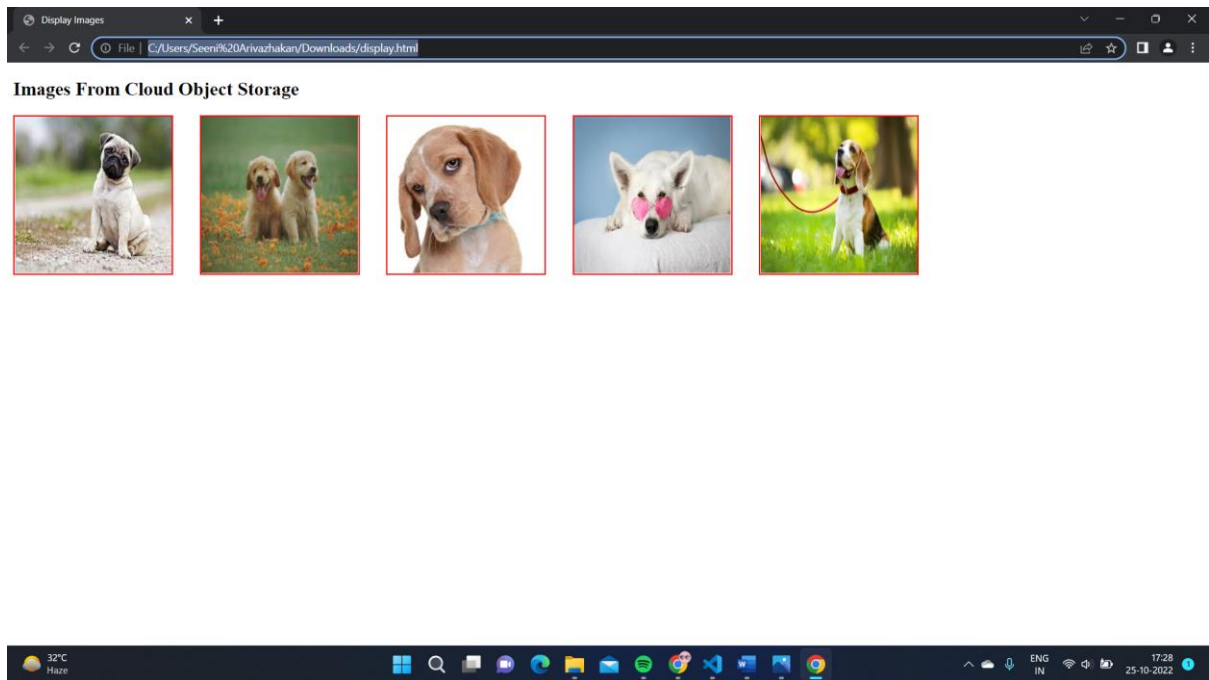 Display Images
File | C:/Users/Seeni%20Arivazhakan/Downloads/display.html
Images From Cloud Object Storage
32°C
Haze
ENG
IN
17:28
25-10-2022
1